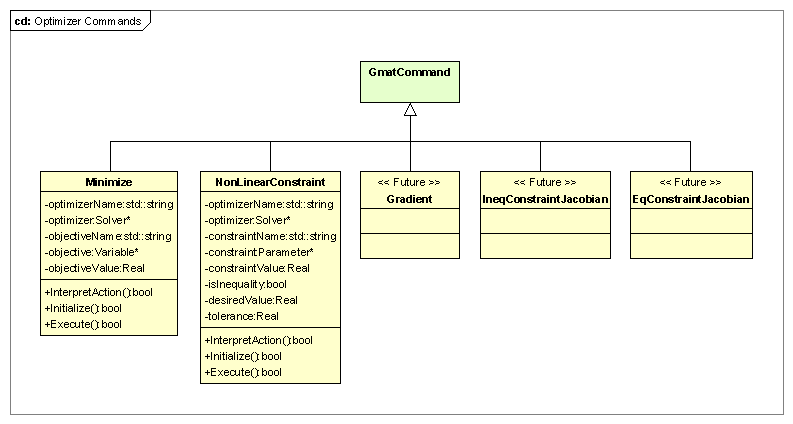 cd: Optimizer Commands
GmatCommand
Minimize
-optimizerName:std::string
-optimizer:Solver*
-objectiveName:std::string
-objective:Variable*
-objectiveValue:Real
+InterpretAction():bool
+Initialize():bool
+Execute():bool
NonLinearConstraint
-optimizerName:std::string
-optimizer:Solver*
-constraintName:std::string
-constraintParameter*
-constraintValue:Real
-isInequality:bool
-desiredValue:Real
-tolerance:Real
+InterpretAction():bool
+Initialize():bool
+Execute():bool
<< Future >>
Gradient
<< Future >>
IneqConstraintJacobian
<< Future >>
EqConstraintJacobian